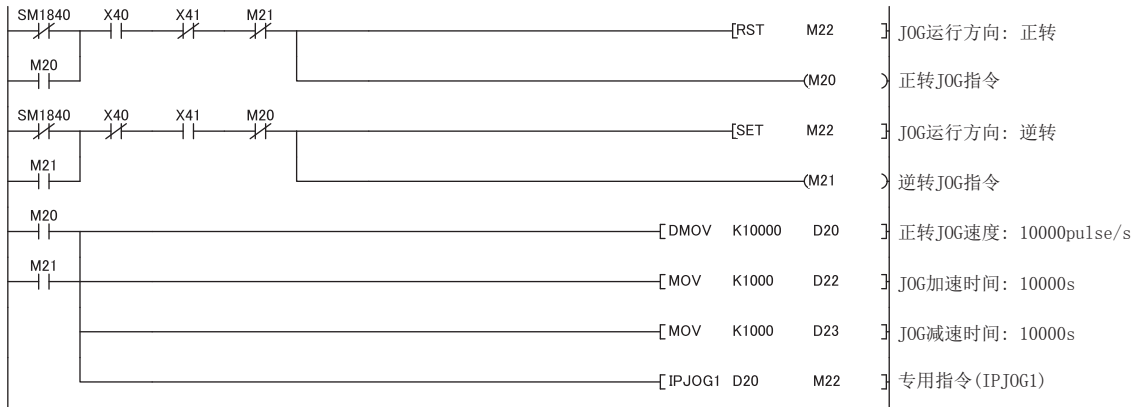 SM1840 X40 X41 M21
[RST M22 ] JOG运行方向: 正转
M20
(M20 ) 正转JOG指令
SM1840 X40 X41 M20
[SET M22 ] JOG运行方向: 逆转
M21
(M21 ) 逆转JOG指令
M20
[DMOV K10000 D20 ] 正转JOG速度: 10000pulse/s
M21
[MOV K1000 D22 ] JOG加速时间: 10000s
[MOV K1000 D23 ] JOG减速时间: 10000s
[IPJOG1 D20 M22 ] 专用指令(IPJOG1)